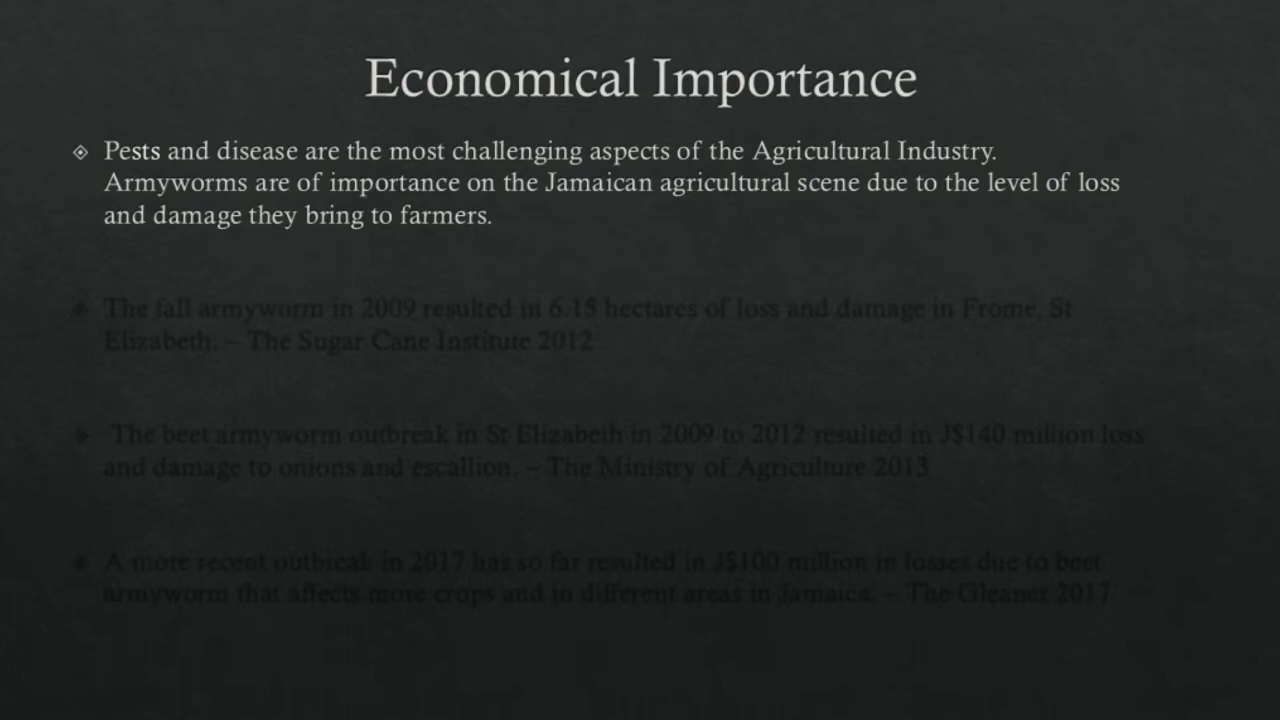 Economical Importance
Pests and disease are the most challenging aspects of the Agricultural Industry.
Armyworms are of importance on the Jamaican agricultural scene due to the level of loss
and damage they bring to farmers.
The fall armyworm in 2009 resulted in 6.15 hectares of loss and damage in Frome, St
Elizabeth. – The Sugar Cane Institute 2012
The beet armyworm outbreak in St Elizabeth in 2009 to 2012 resulted in J$140 million loss
and damage to onions and escallion. – The Ministry of Agriculture 2013
A more recent outbreak in 2017 has so far resulted in J$100 million in losses due to beet
armyworm that affects more crops and in different areas in Jamaica. – The Gleaner 2017